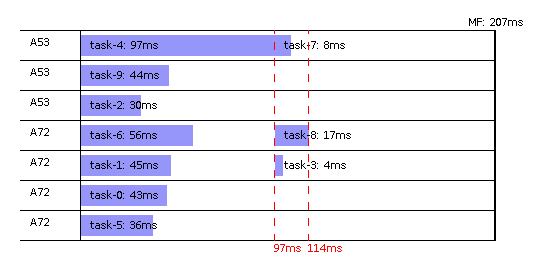 MF: 207ms
A53 task-4: 97ms task-7: 8ms
A53 task-9: 44ms
A53 task-2: 30ms
A72 task-6: 56ms task-8: 17ms
A72 task-1: 45ms task-3: 4ms
A72 task-0: 43ms
A72 task-5: 36ms
97ms 114ms